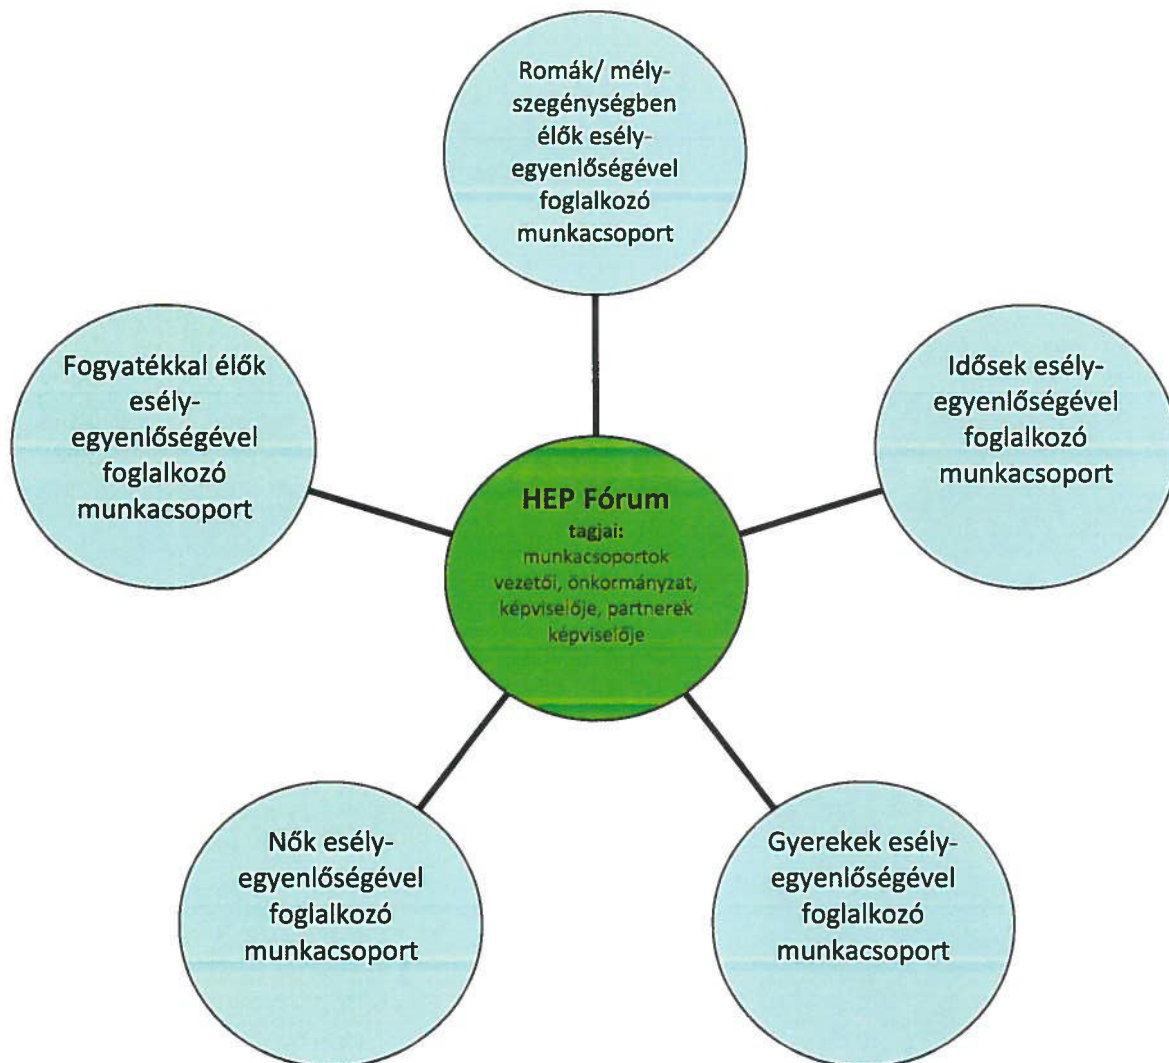 Romák/ mély-
szegénységben
élők esély-
egyenlőségével
foglalkozó
munkacsoport
Fogyatékkal élők
esély-
egyenlőségével
foglalkozó
munkacsoport
Idősek esély-
egyenlőségével
foglalkozó
munkacsoport
HEP Fórum
tagjai:
munkacsoportok
vezetői, önkormányzat,
képviselője, partnerek
képviselője
Nők esély-
egyenlőségével
foglalkozó
munkacsoport
Gyerekek esély-
egyenlőségével
foglalkozó
munkacsoport